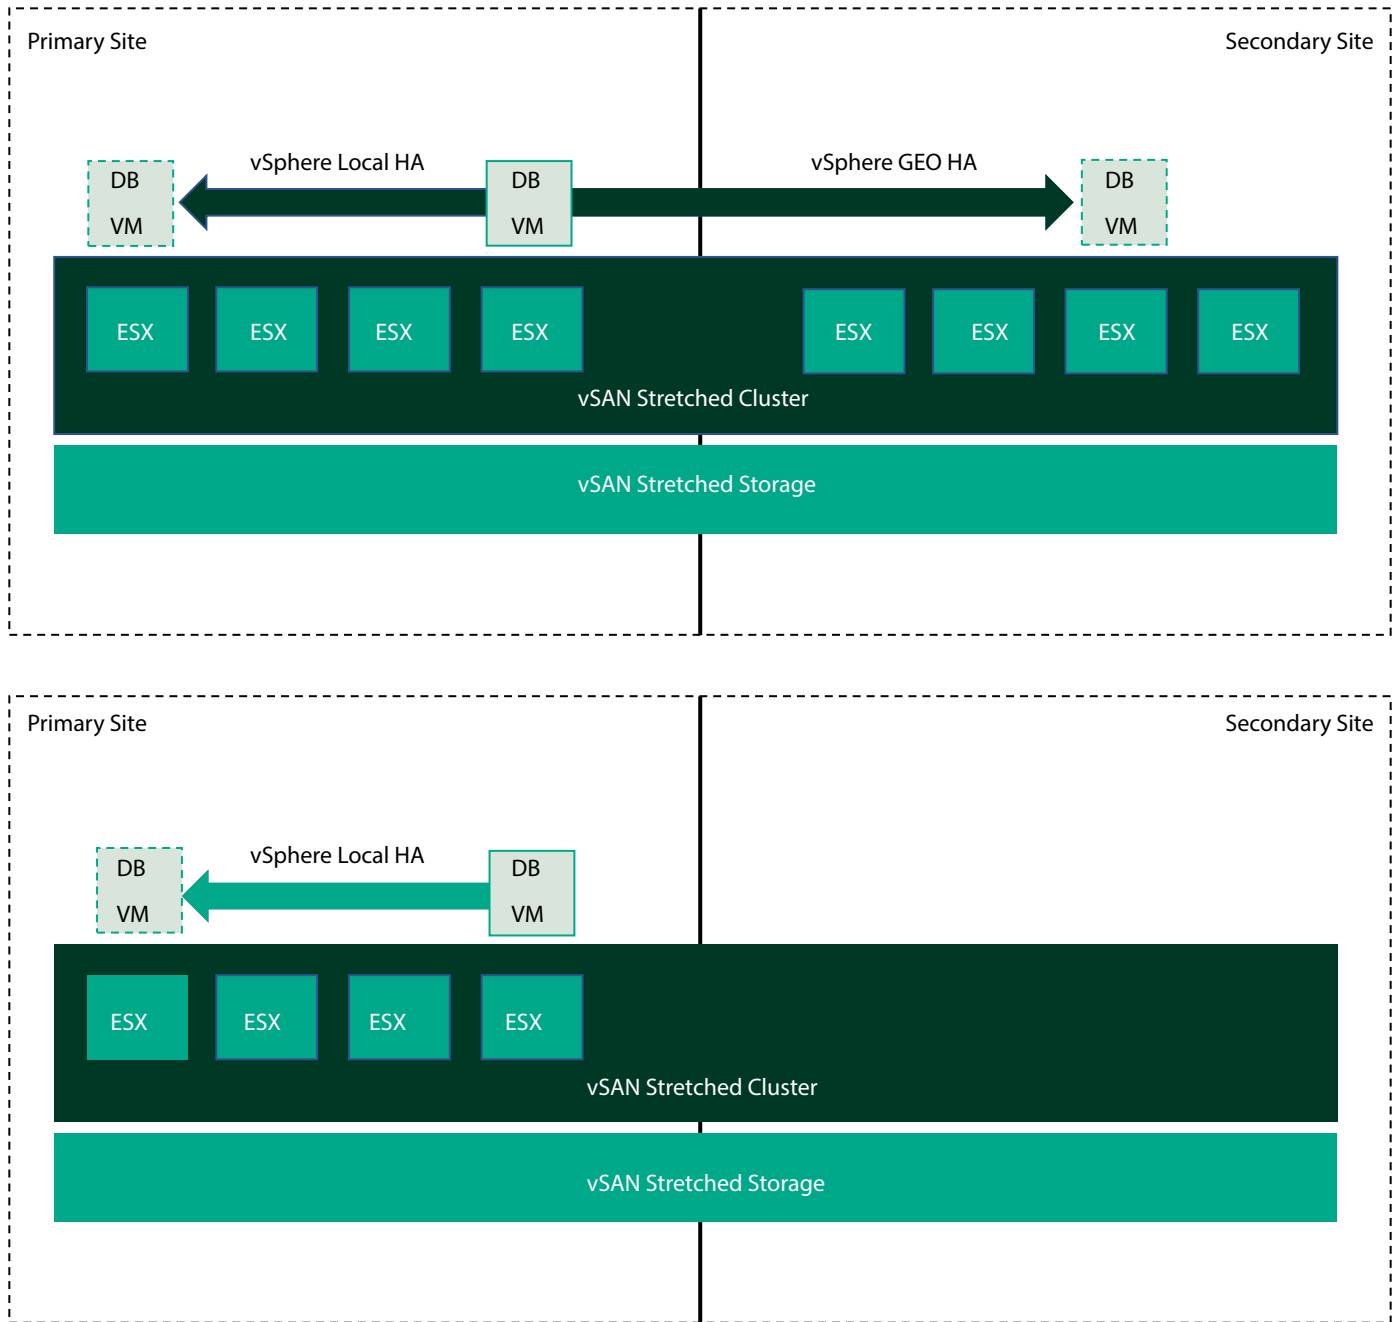 Primary Site
Secondary Site
vSphere Local HA
vSphere GEO HA
DB
VM
DB
VM
DB
VM
ESX
ESX
ESX
ESX
ESX
ESX
ESX
ESX
vSAN Stretched Cluster
vSAN Stretched Storage
Primary Site
Secondary Site
vSphere Local HA
DB
VM
DB
VM
ESX
ESX
ESX
ESX
vSAN Stretched Cluster
vSAN Stretched Storage